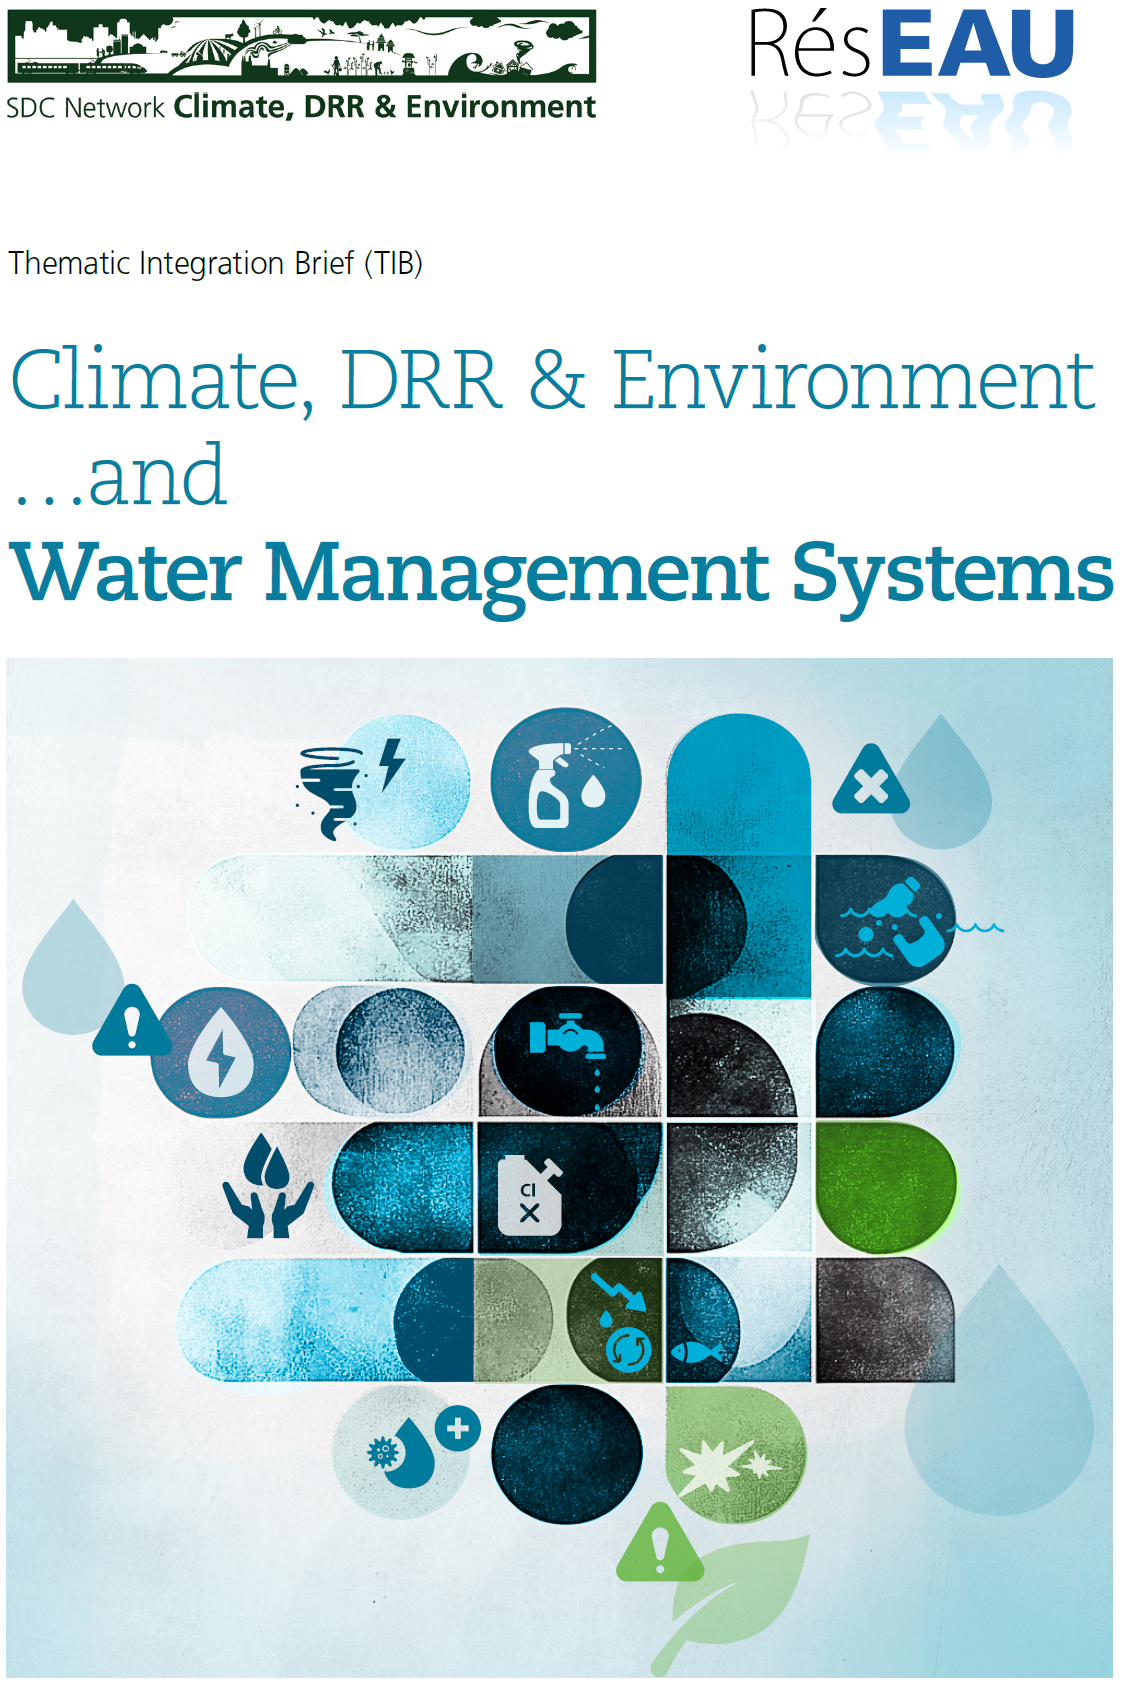 SDC Network Climate, DRR & Environment
RésEAU
Thematic Integration Brief (TIB)
Climate, DRR & Environment
...and
Water Management Systems
Cl
X